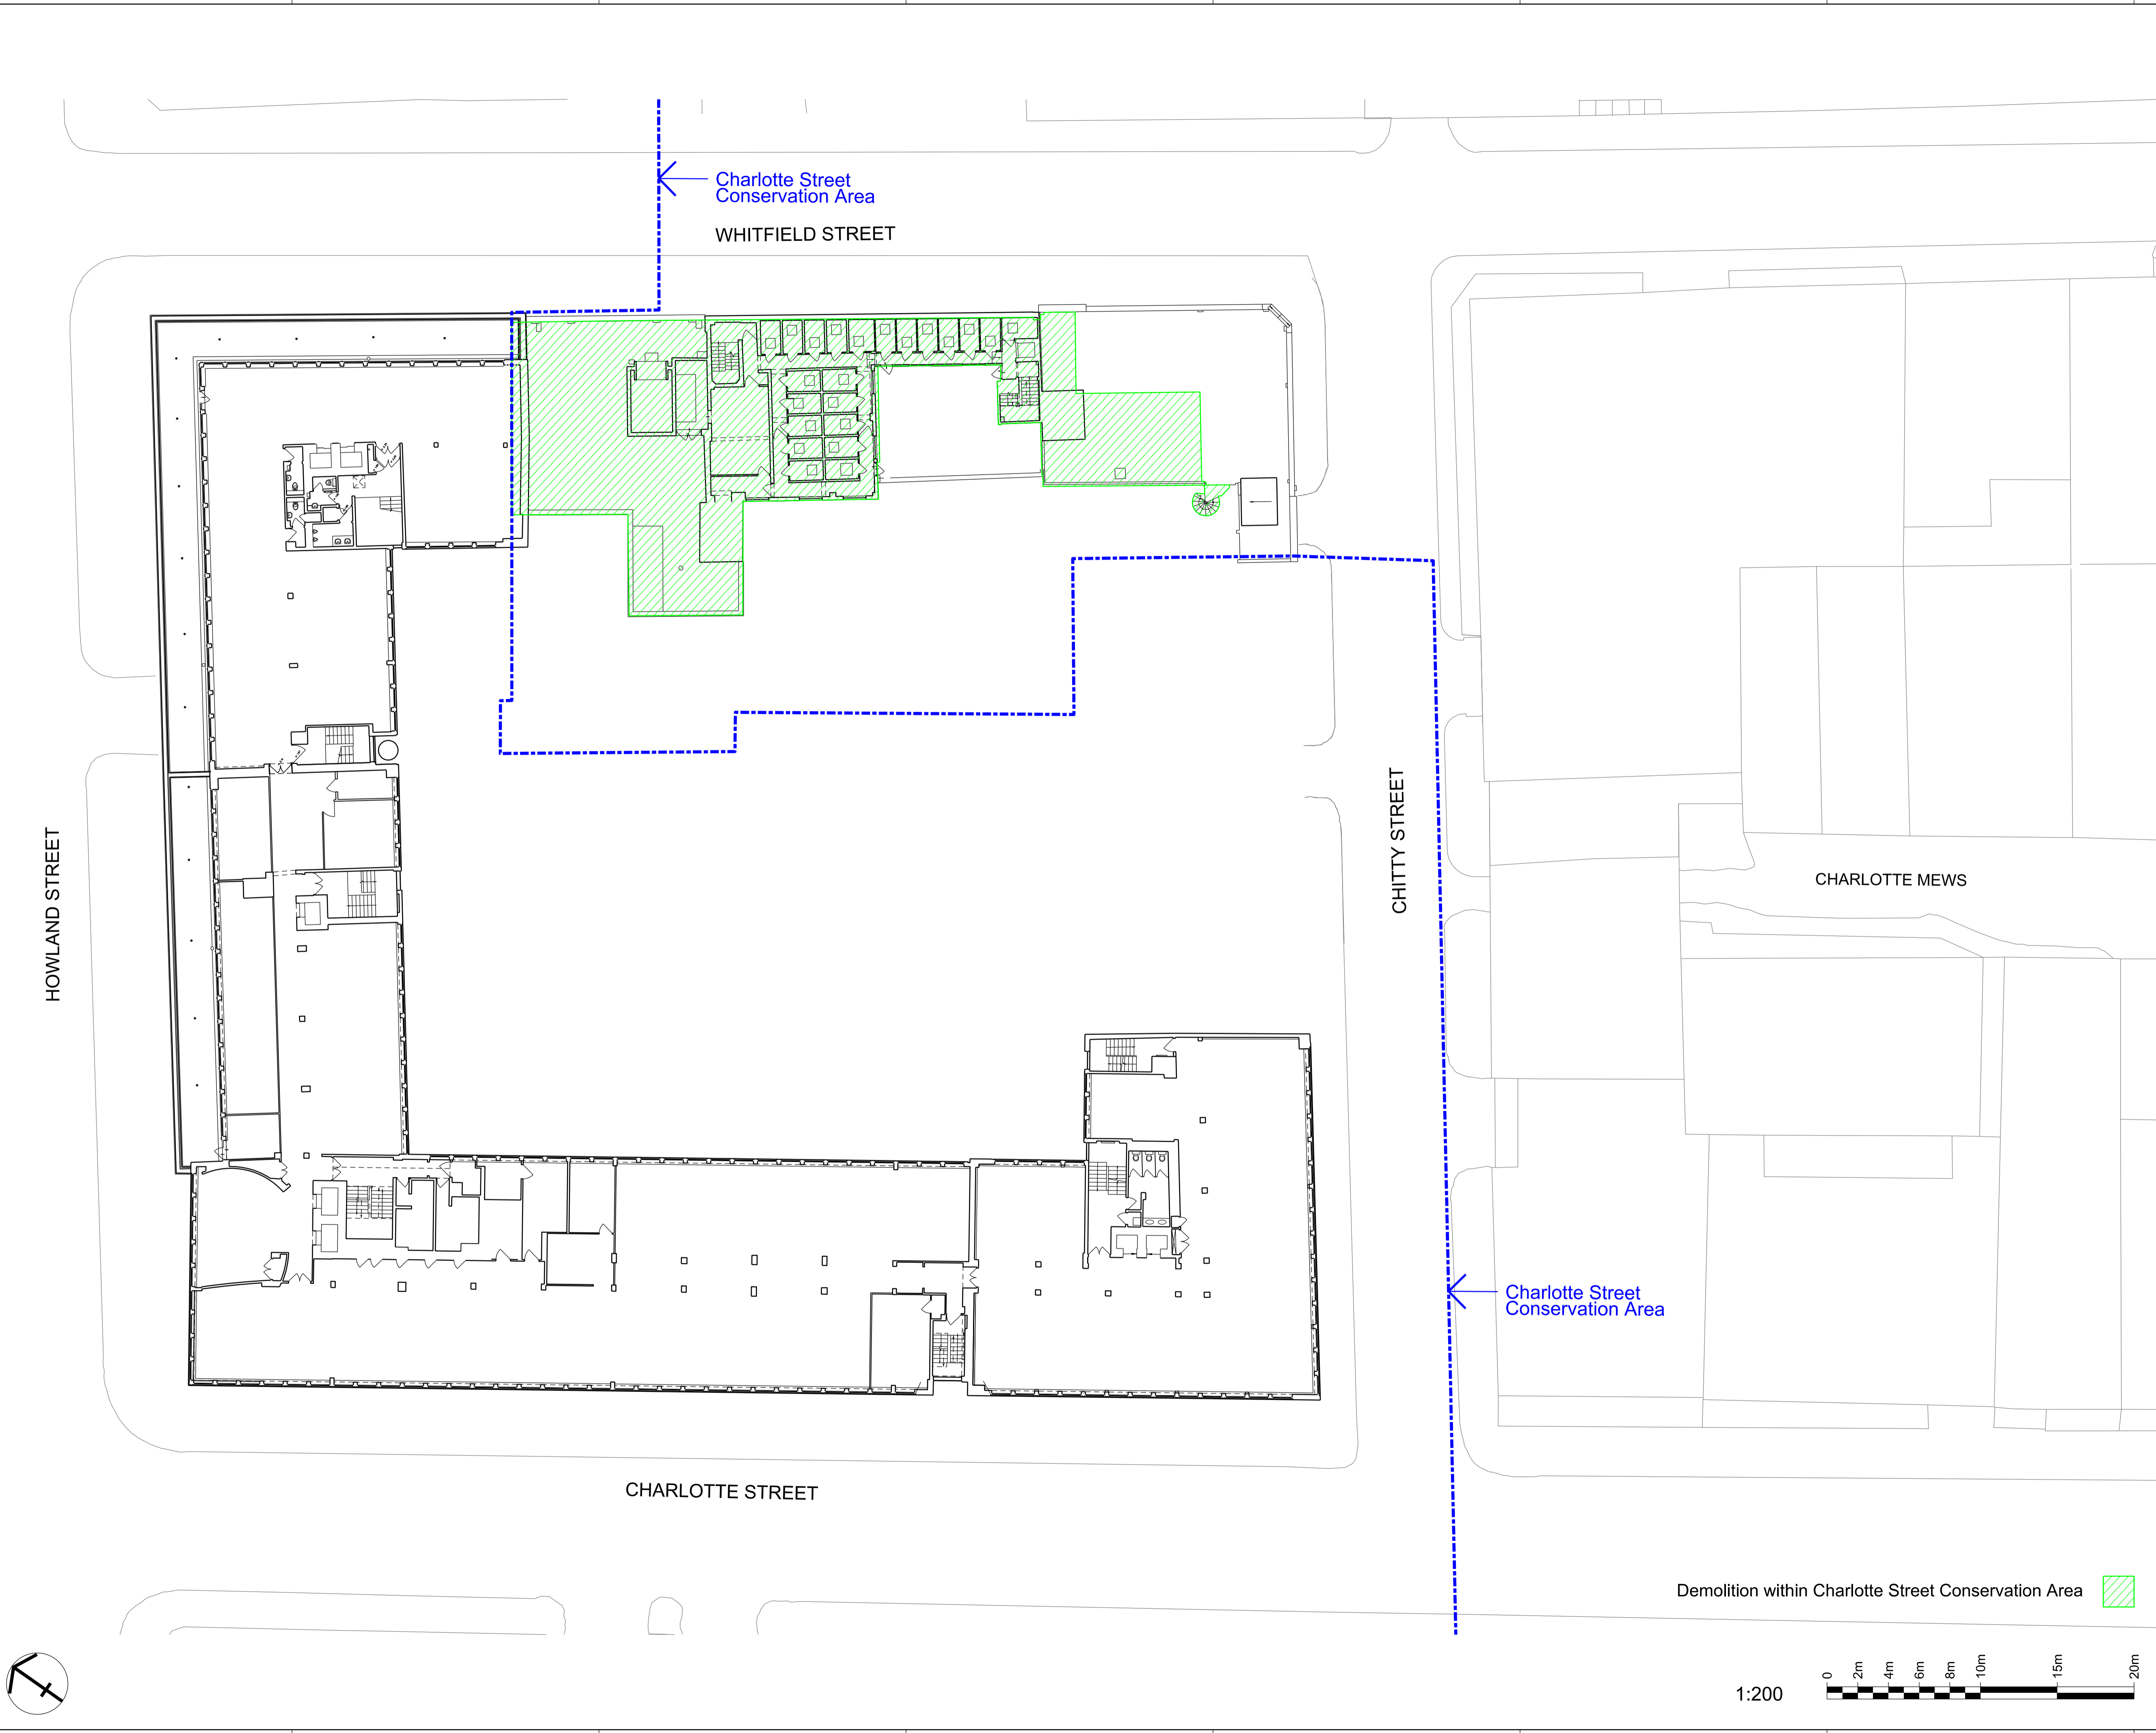 Charlotte Street
Conservation Area
WHITFIELD STREET
HOWLAND STREET
CHITTY STREET
CHARLOTTE MEWS
Charlotte Street
Conservation Area
CHARLOTTE STREET
Demolition within Charlotte Street Conservation Area
1:200
0 2m 4m 6m 8m 10m 15m 20m